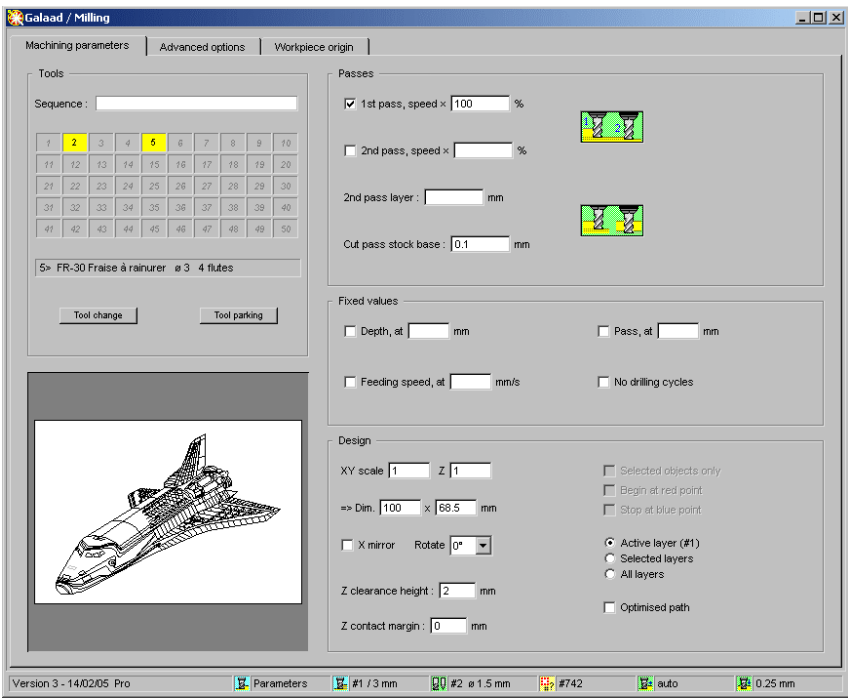 Galaad / Milling
Machining parameters Advanced options Workpiece origin
Tools
Sequence :
1 2 3 4 5 6 7 8 9 10
11 12 13 14 15 16 17 18 19 20
21 22 23 24 25 26 27 28 29 30
31 32 33 34 35 36 37 38 39 40
41 42 43 44 45 46 47 48 49 50
5> FR-30 Fraise à rainurer ø 3 4 flutes
Tool change Tool parking
Passes
1st pass, speed × 100 %
1 2
2nd pass, speed × %
2nd pass layer : mm
Cut pass stock base : 0.1 mm
Fixed values
Depth, at mm Pass, at mm
Feeding speed, at mm/s No drilling cycles
Design
XY scale 1 Z 1
=> Dim. 100 x 68.5 mm
X mirror Rotate 0°
Z clearance height : 2 mm
Z contact margin : 0 mm
Selected objects only
Begin at red point
Stop at blue point
Active layer (#1)
Selected layers
All layers
Optimised path
Version 3 - 14/02/05 Pro Parameters #1 / 3 mm #2 ø 1.5 mm #742 auto 0.25 mm